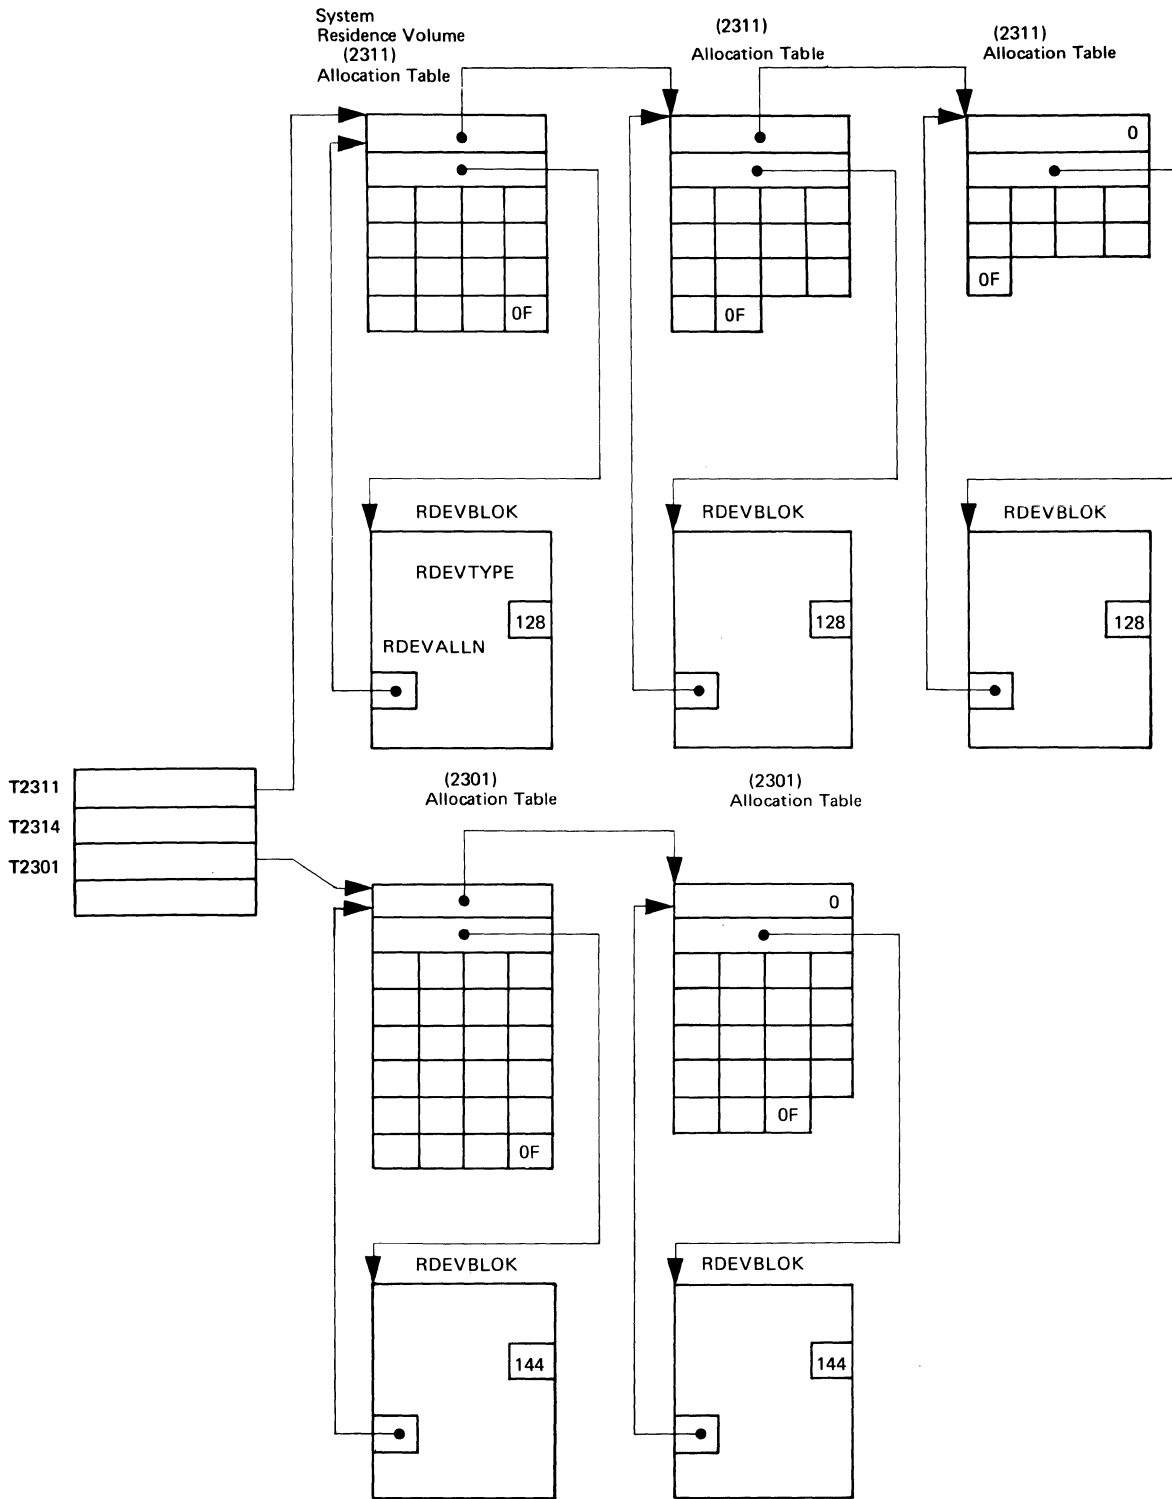 System
Residence Volume
(2311)
Allocation Table
(2311)
Allocation Table
(2311)
Allocation Table
0
0F
0F
0F
RDEVBLOK
RDEVTYPE
128
RDEVALLN
RDEVBLOK
128
RDEVBLOK
128
T2311
T2314
T2301
(2301)
Allocation Table
(2301)
Allocation Table
0
0F
0F
RDEVBLOK
144
RDEVBLOK
144